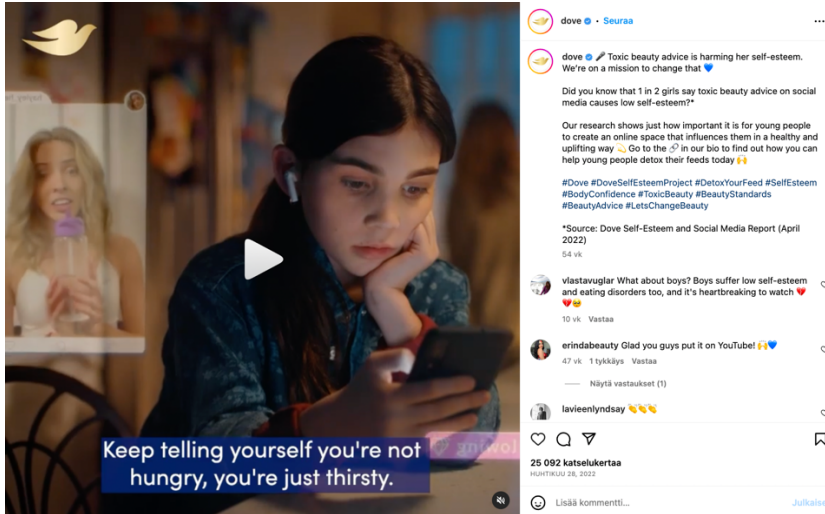 dove • Seuraa
dove 🎤 Toxic beauty advice is harming her self-esteem.
We're on a mission to change that 💙
Did you know that 1 in 2 girls say toxic beauty advice on social
media causes low self-esteem?*
Our research shows just how important it is for young people
to create an online space that influences them in a healthy and
uplifting way 💫 Go to the 🔗 in our bio to find out how you can
help young people detox their feeds today 🙌
#Dove #DoveSelfEsteemProject #DetoxYourFeed #SelfEsteem
#BodyConfidence #ToxicBeauty #BeautyStandards
#BeautyAdvice #LetsChangeBeauty
*Source: Dove Self-Esteem and Social Media Report (April
2022)
54 vk
vlastavuglar What about boys? Boys suffer low self-esteem
and eating disorders too, and it's heartbreaking to watch 💔
💔🥺
10 vk Vastaa
erindabeauty Glad you guys put it on YouTube! 🙌💙
47 vk 1 tykkäys Vastaa
Näytä vastaukset (1)
lavieenlyndsay 👏👏👏
25 092 katselukertaa
HUHTIKUU 28, 2022
Lisää kommentti...
Julkaise
Keep telling yourself you're not
hungry, you're just thirsty.